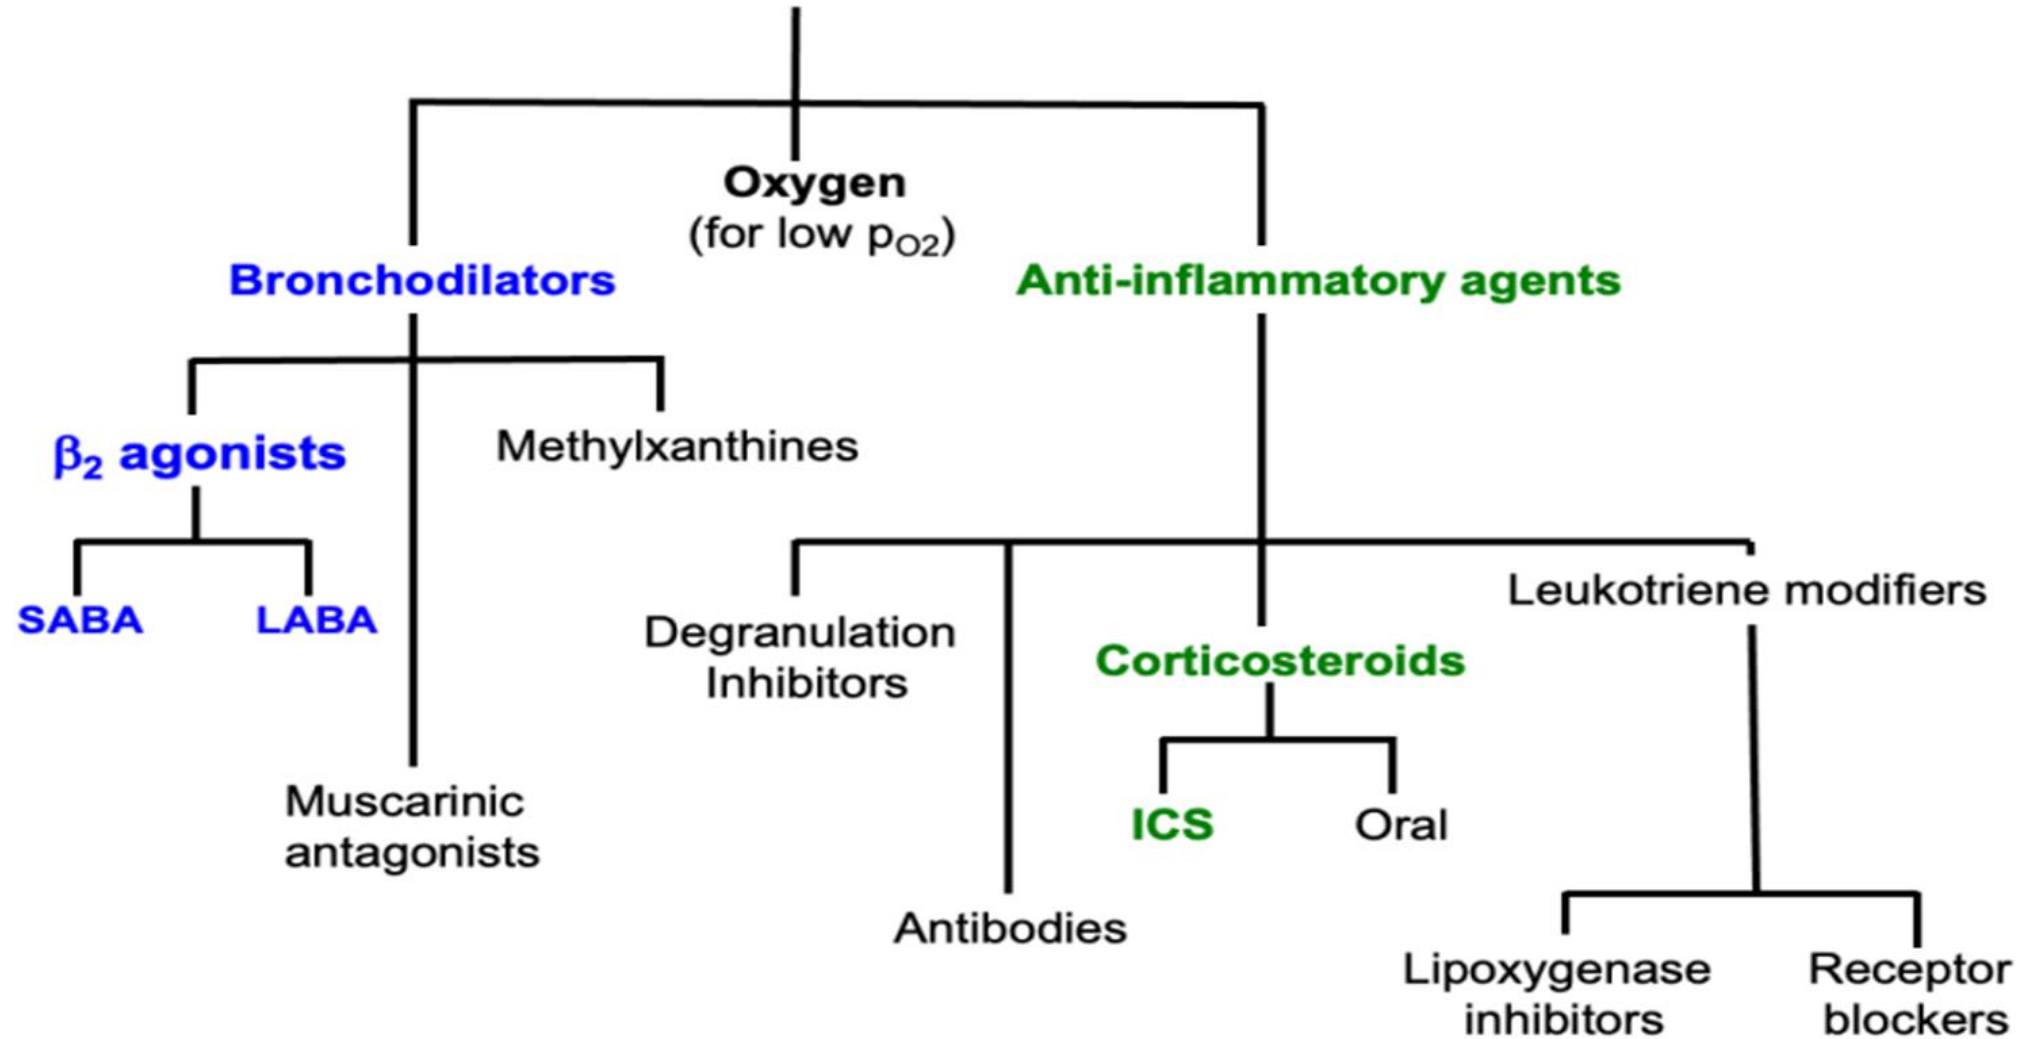 Oxygen
(for low pO2)
Bronchodilators
Anti-inflammatory agents
β2 agonists
Methylxanthines
SABA
LABA
Leukotriene modifiers
Degranulation
Inhibitors
Corticosteroids
Muscarinic
antagonists
ICS
Oral
Antibodies
Lipoxygenase
inhibitors
Receptor
blockers